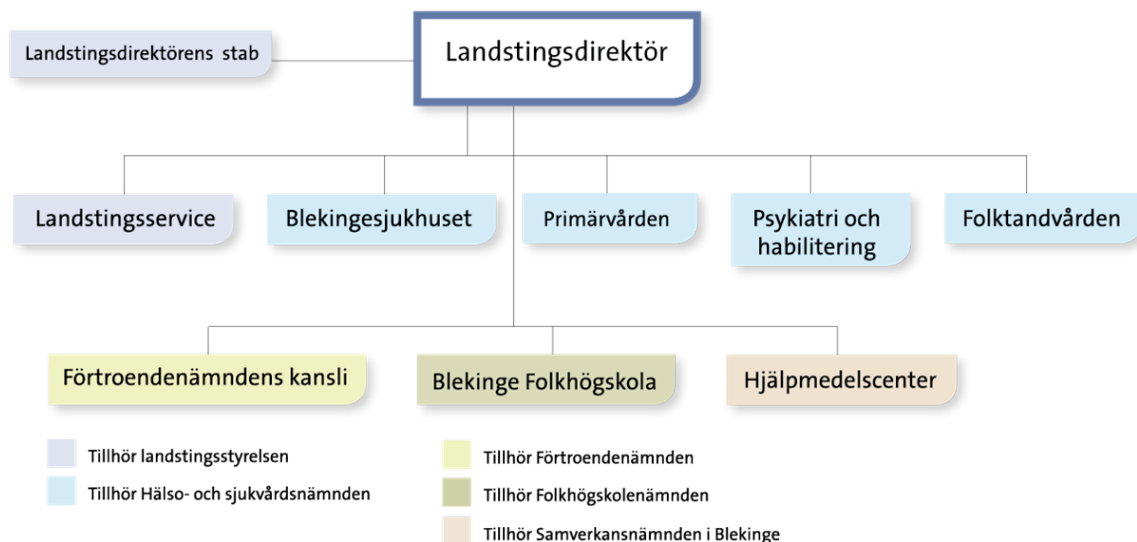 Landstingsdirektörens stab
Landstingsdirektör
Landstingsservice
Blekingesjukhuset
Primärvården
Psykiatri och
habilitering
Folktandvården
Förtroendenämndens kansli
Blekinge Folkhögskola
Hjälpmedelscenter
Tillhör landstingsstyrelsen
Tillhör Hälso- och sjukvårdsnämnden
Tillhör Förtroendenämnden
Tillhör Folkhögskolenämnden
Tillhör Samverkansnämnden i Blekinge